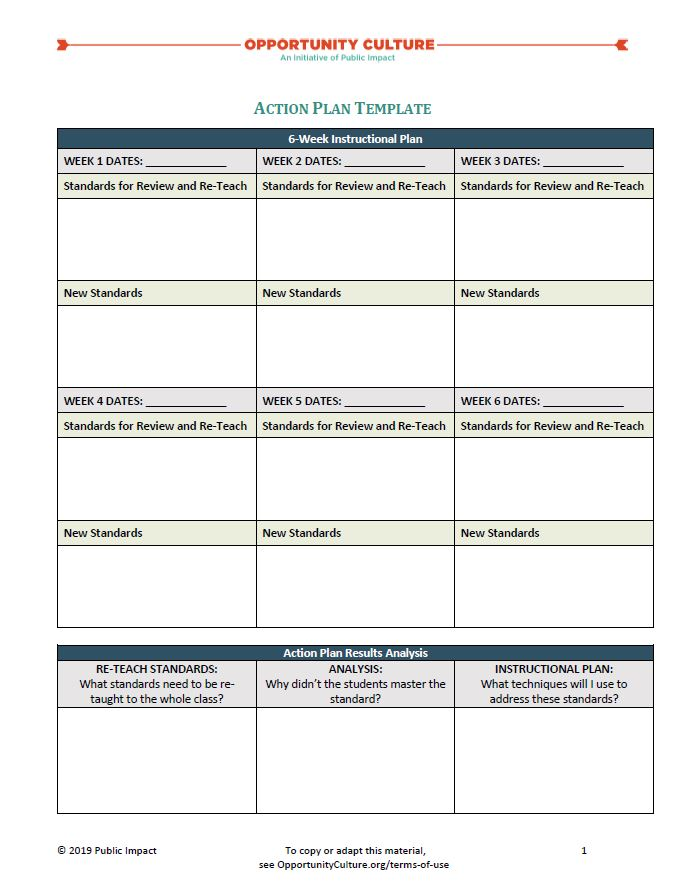 OPPORTUNITY CULTURE
An Initiative of Public Impact
ACTION PLAN TEMPLATE
6-Week Instructional Plan
WEEK 1 DATES: _____________ WEEK 2 DATES: _____________ WEEK 3 DATES: _____________
Standards for Review and Re-Teach Standards for Review and Re-Teach Standards for Review and Re-Teach
New Standards New Standards New Standards
WEEK 4 DATES: _____________ WEEK 5 DATES: _____________ WEEK 6 DATES: _____________
Standards for Review and Re-Teach Standards for Review and Re-Teach Standards for Review and Re-Teach
New Standards New Standards New Standards
Action Plan Results Analysis
RE-TEACH STANDARDS:
What standards need to be re-
taught to the whole class?
ANALYSIS:
Why didn't the students master the
standard?
INSTRUCTIONAL PLAN:
What techniques will I use to
address these standards?
© 2019 Public Impact
To copy or adapt this material,
see OpportunityCulture.org/terms-of-use
1